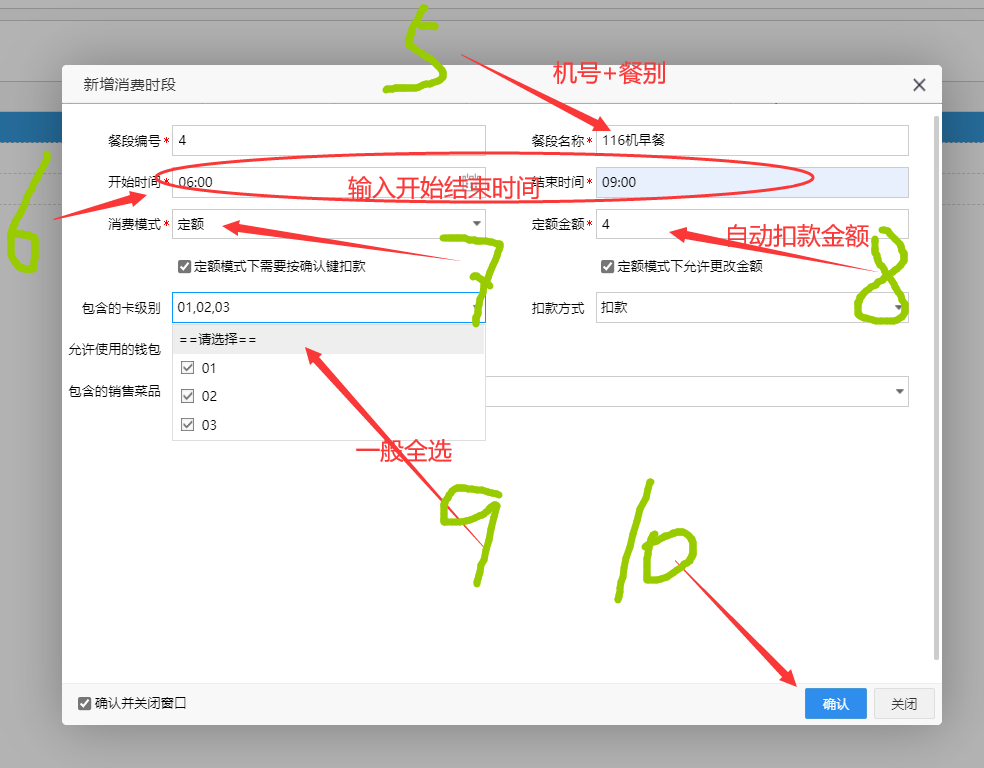 5
机号+餐别
新增消费时段
餐段编号* 4
餐段名称* 116机早餐
6
开始时间* 06:00
输入开始结束时间
结束时间* 09:00
消费模式* 定额
定额金额* 4
自动扣款金额
7
8
定额模式下需要按确认键扣款
定额模式下允许更改金额
包含的卡级别 01,02,03
扣款方式 扣款
==请选择==
允许使用的钱包
01
包含的销售菜品
02
03
一般全选
9
10
确认并关闭窗口
确认
关闭